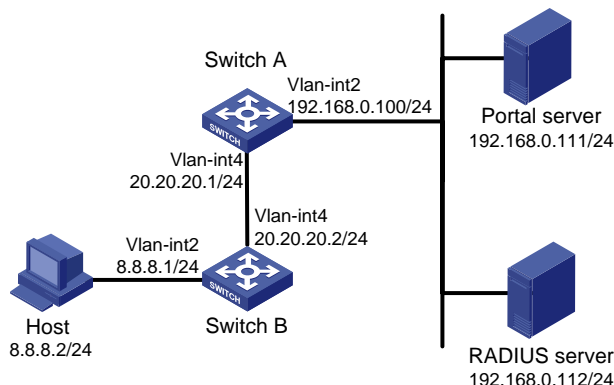 Switch A
Vlan-int2
192.168.0.100/24
Portal server
192.168.0.111/24
SWITCH
Vlan-int4
20.20.20.1/24
Vlan-int4
20.20.20.2/24
Vlan-int2
8.8.8.1/24
SWITCH
Host
8.8.8.2/24
Switch B
RADIUS server
192.168.0.112/24